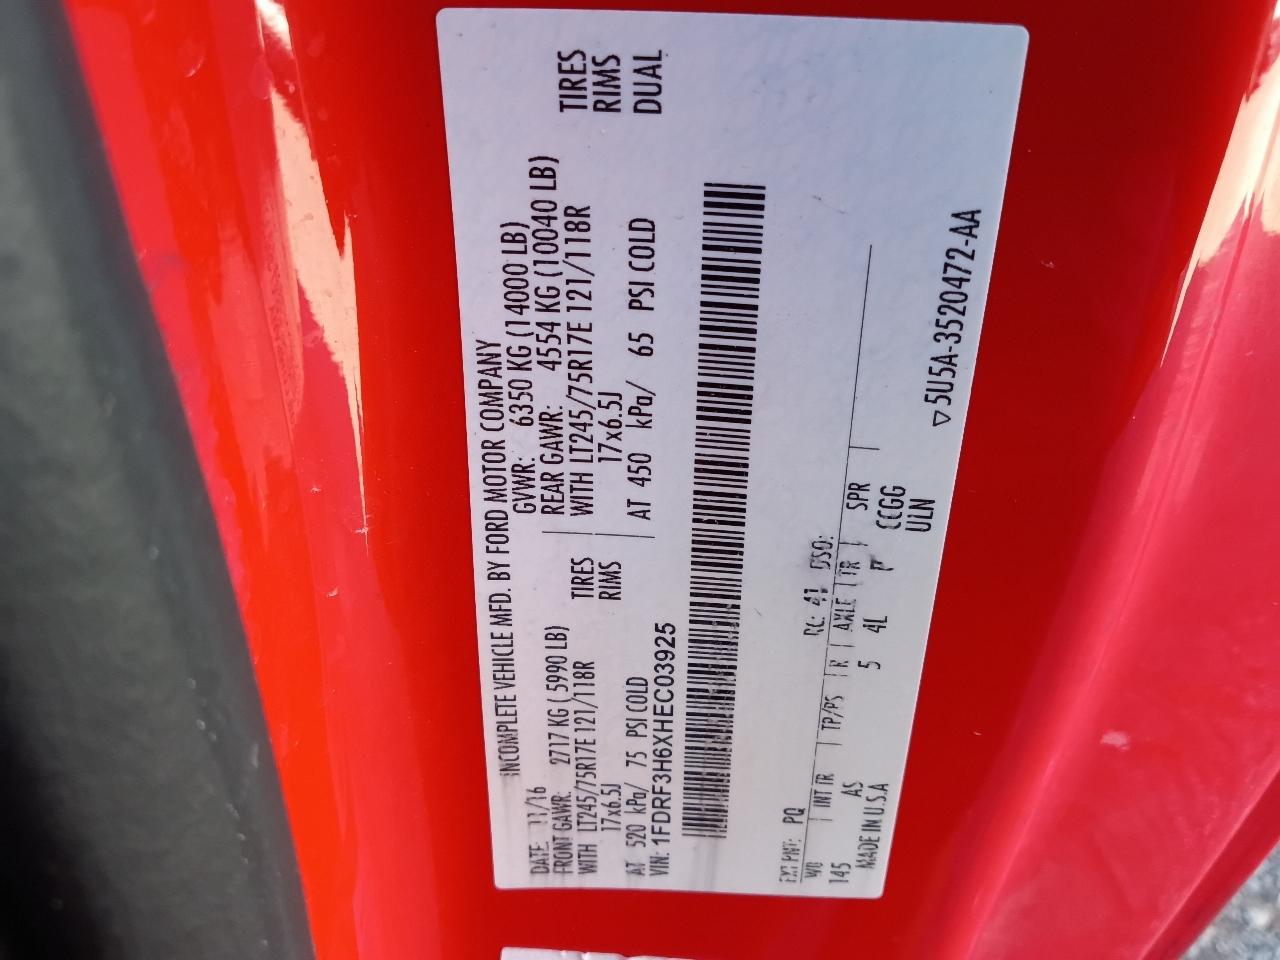 INCOMPLETE VEHICLE MFD. BY FORD MOTOR COMPANY
DATE: 11/16 GVWR: 6350 KG (14000 LB)
FRONT GAWR: 2717 KG ( 5990 LB) REAR GAWR: 4554 KG (10040 LB)
WITH LT245/75R17E 121/118R TIRES WITH LT245/75R17E 121/118R TIRES
17x6.5J RIMS 17x6.5J RIMS
AT 520 kPa/ 75 PSI COLD AT 450 kPa/ 65 PSI COLD DUAL
VIN: 1FDRF3H6XHEC03925
EXT PNT: PQ RC: 41 DSO:
WB INT TR TP/PS R AXLE TR SPR
145 AS 5 4L P CCGG
MADE IN U.S.A ULN
▽5U5A-3520472-AA